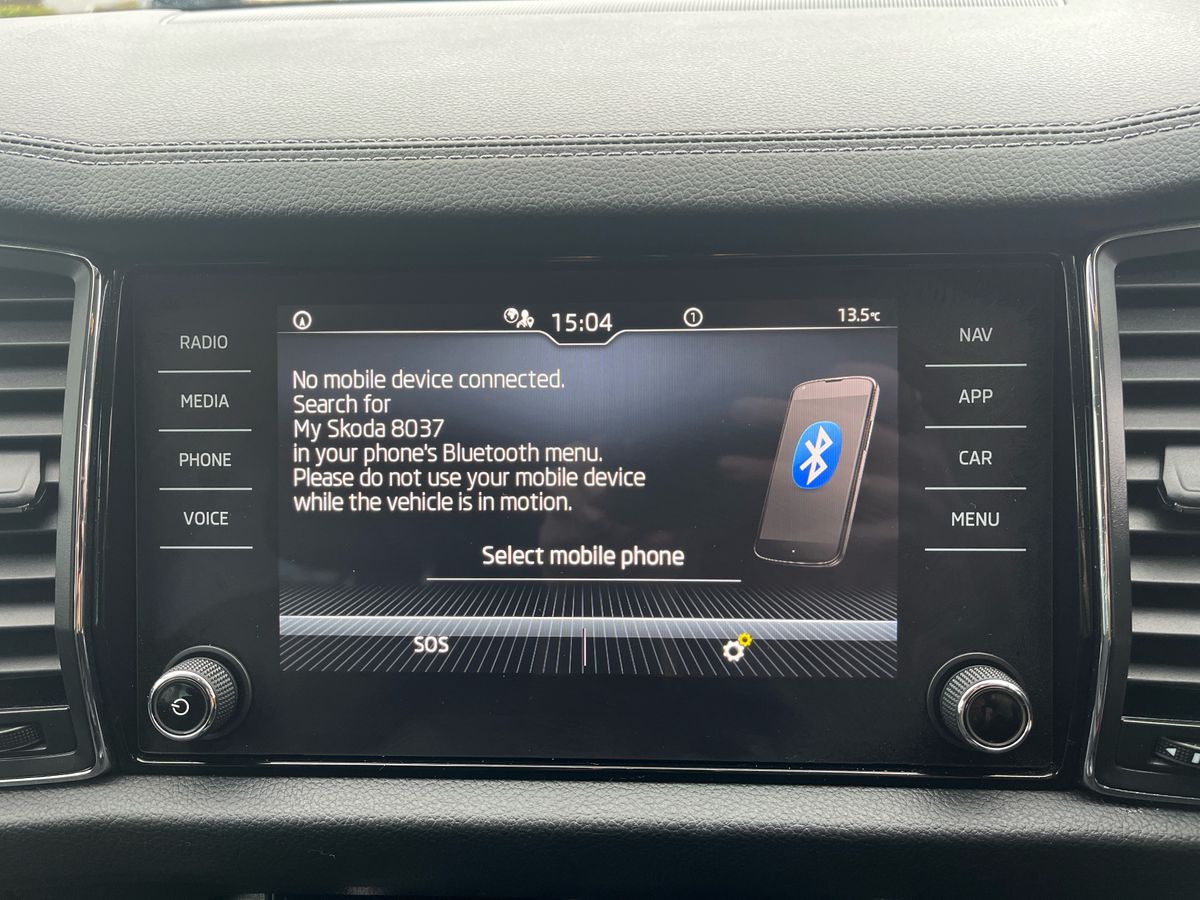 15:04
1
13.5°C
RADIO
MEDIA
PHONE
VOICE
No mobile device connected.
Search for
My Skoda 8037
in your phone's Bluetooth menu.
Please do not use your mobile device
while the vehicle is in motion.
Select mobile phone
SOS
NAV
APP
CAR
MENU